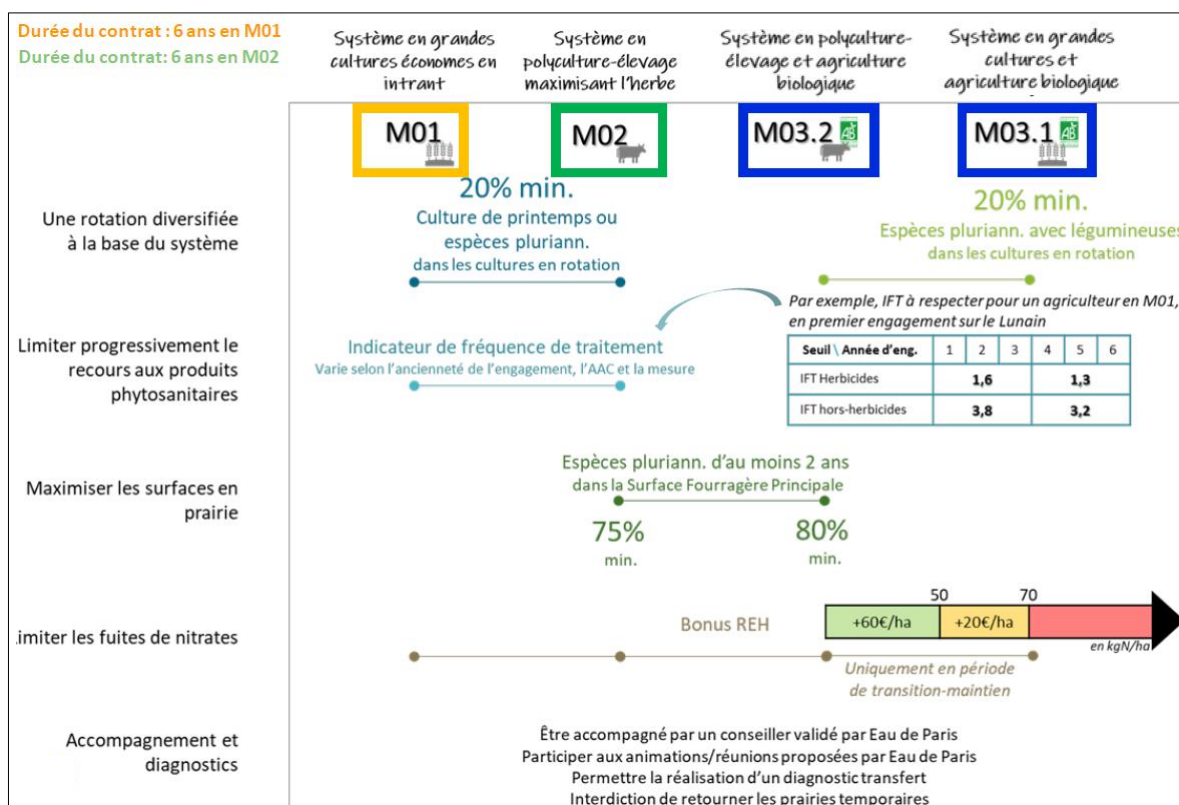 Durée du contrat : 6 ans en M01
Durée du contrat: 6 ans en M02
Système en grandes
cultures économes en
intrant
Système en
polyculture-élevage
maximisant l'herbe
Système en polyculture-
élevage et agriculture
biologique
Système en grandes
cultures et
agriculture biologique
M01
M02
M03.2
AB
M03.1
AB
Une rotation diversifiée
à la base du système
20% min.
Culture de printemps ou
espèces pluriann.
dans les cultures en rotation
20% min.
Espèces pluriann. avec légumineuses
dans les cultures en rotation
Limiter progressivement le
recours aux produits
phytosanitaires
Indicateur de fréquence de traitement
Varie selon l'ancienneté de l'engagement, l'AAC et la mesure
Par exemple, IFT à respecter pour un agriculteur en M01,
en premier engagement sur le Lunain
Seuil \ Année d'eng. 1 2 3 4 5 6
IFT Herbicides 1,6 1,3
IFT hors-herbicides 3,8 3,2
Maximiser les surfaces en
prairie
Espèces pluriann. d'au moins 2 ans
dans la Surface Fourragère Principale
75%
min.
80%
min.
imiter les fuites de nitrates
Bonus REH
50 70
+60€/ha +20€/ha
en kgN/ha
Uniquement en période
de transition-maintien
Accompagnement et
diagnostics
Être accompagné par un conseiller validé par Eau de Paris
Participer aux animations/réunions proposées par Eau de Paris
Permettre la réalisation d'un diagnostic transfert
Interdiction de retourner les prairies temporaires